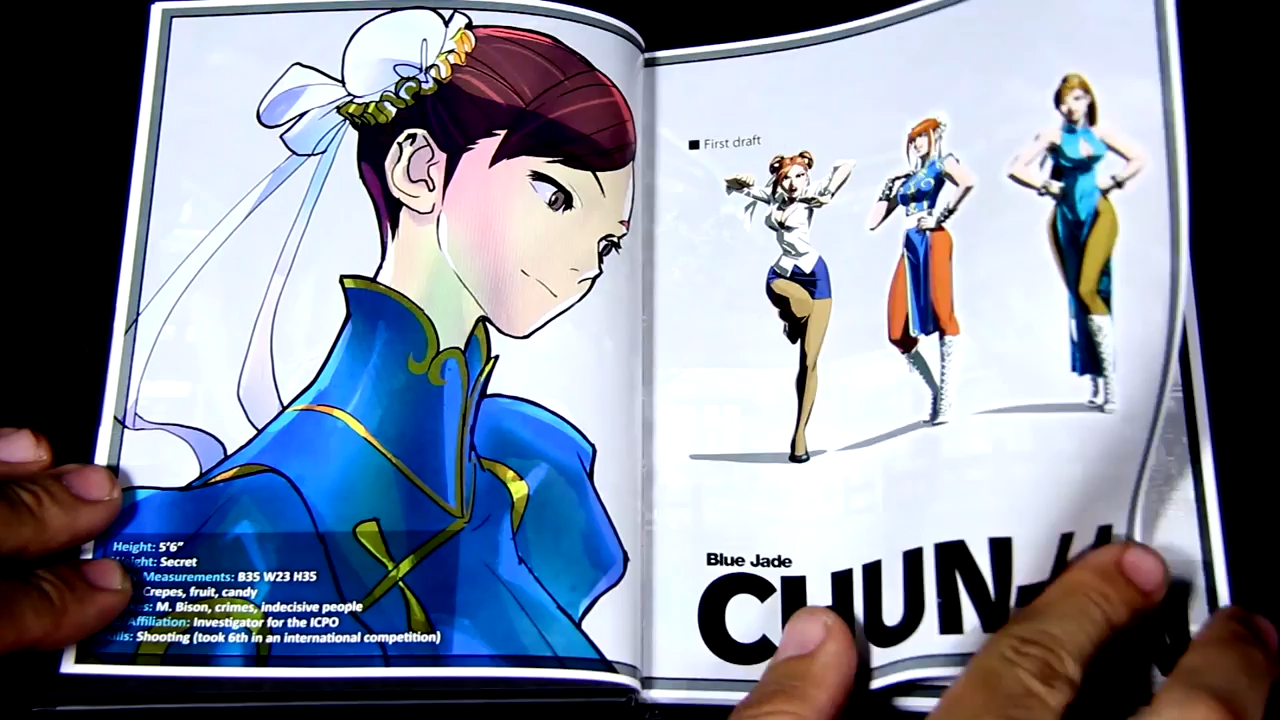 Height: 5'6"
Weight: Secret
Measurements: B35 W23 H35
Crepes, fruit, candy
M. Bison, crimes, indecisive people
Affiliation: Investigator for the ICPO
Shooting (took 6th in an international competition)
First draft
Blue Jade
CHUN-